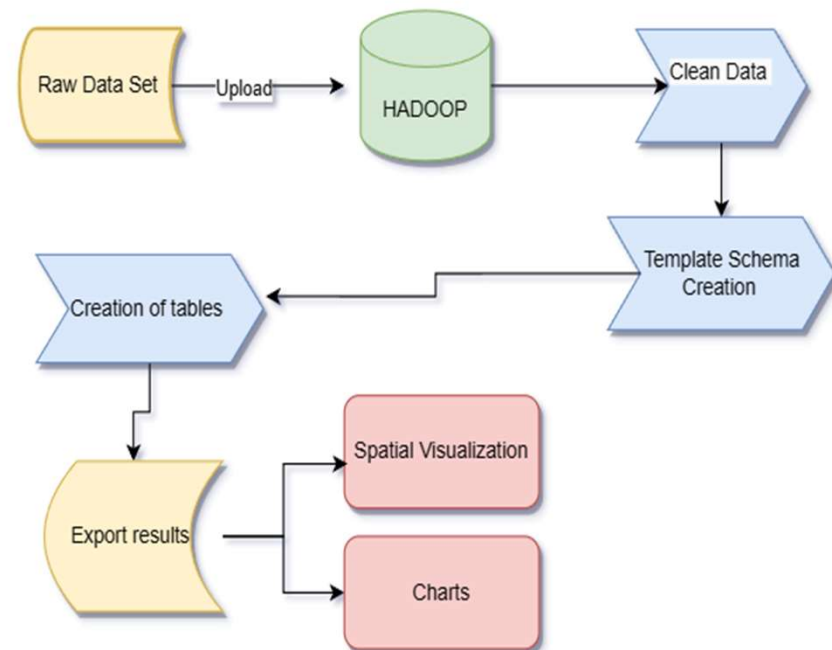 Raw Data Set
Upload
HADOOP
Clean Data
Template Schema
Creation
Creation of tables
Spatial Visualization
Export results
Charts